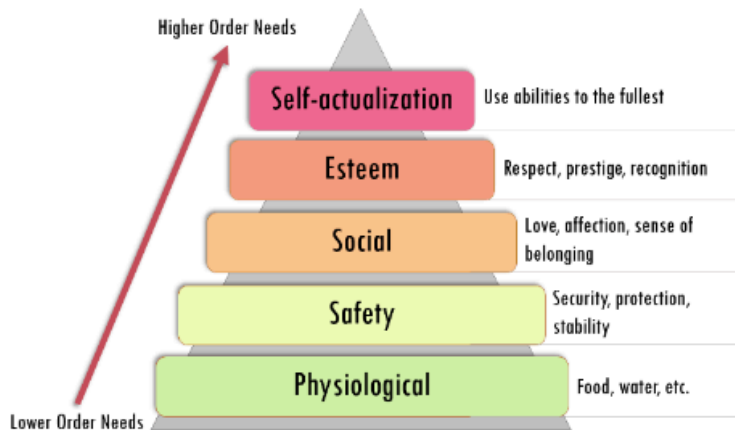 Higher Order Needs
Self-actualization
Use abilities to the fullest
Esteem
Respect, prestige, recognition
Social
Love, affection, sense of
belonging
Safety
Security, protection,
stability
Physiological
Food, water, etc.
Lower Order Needs